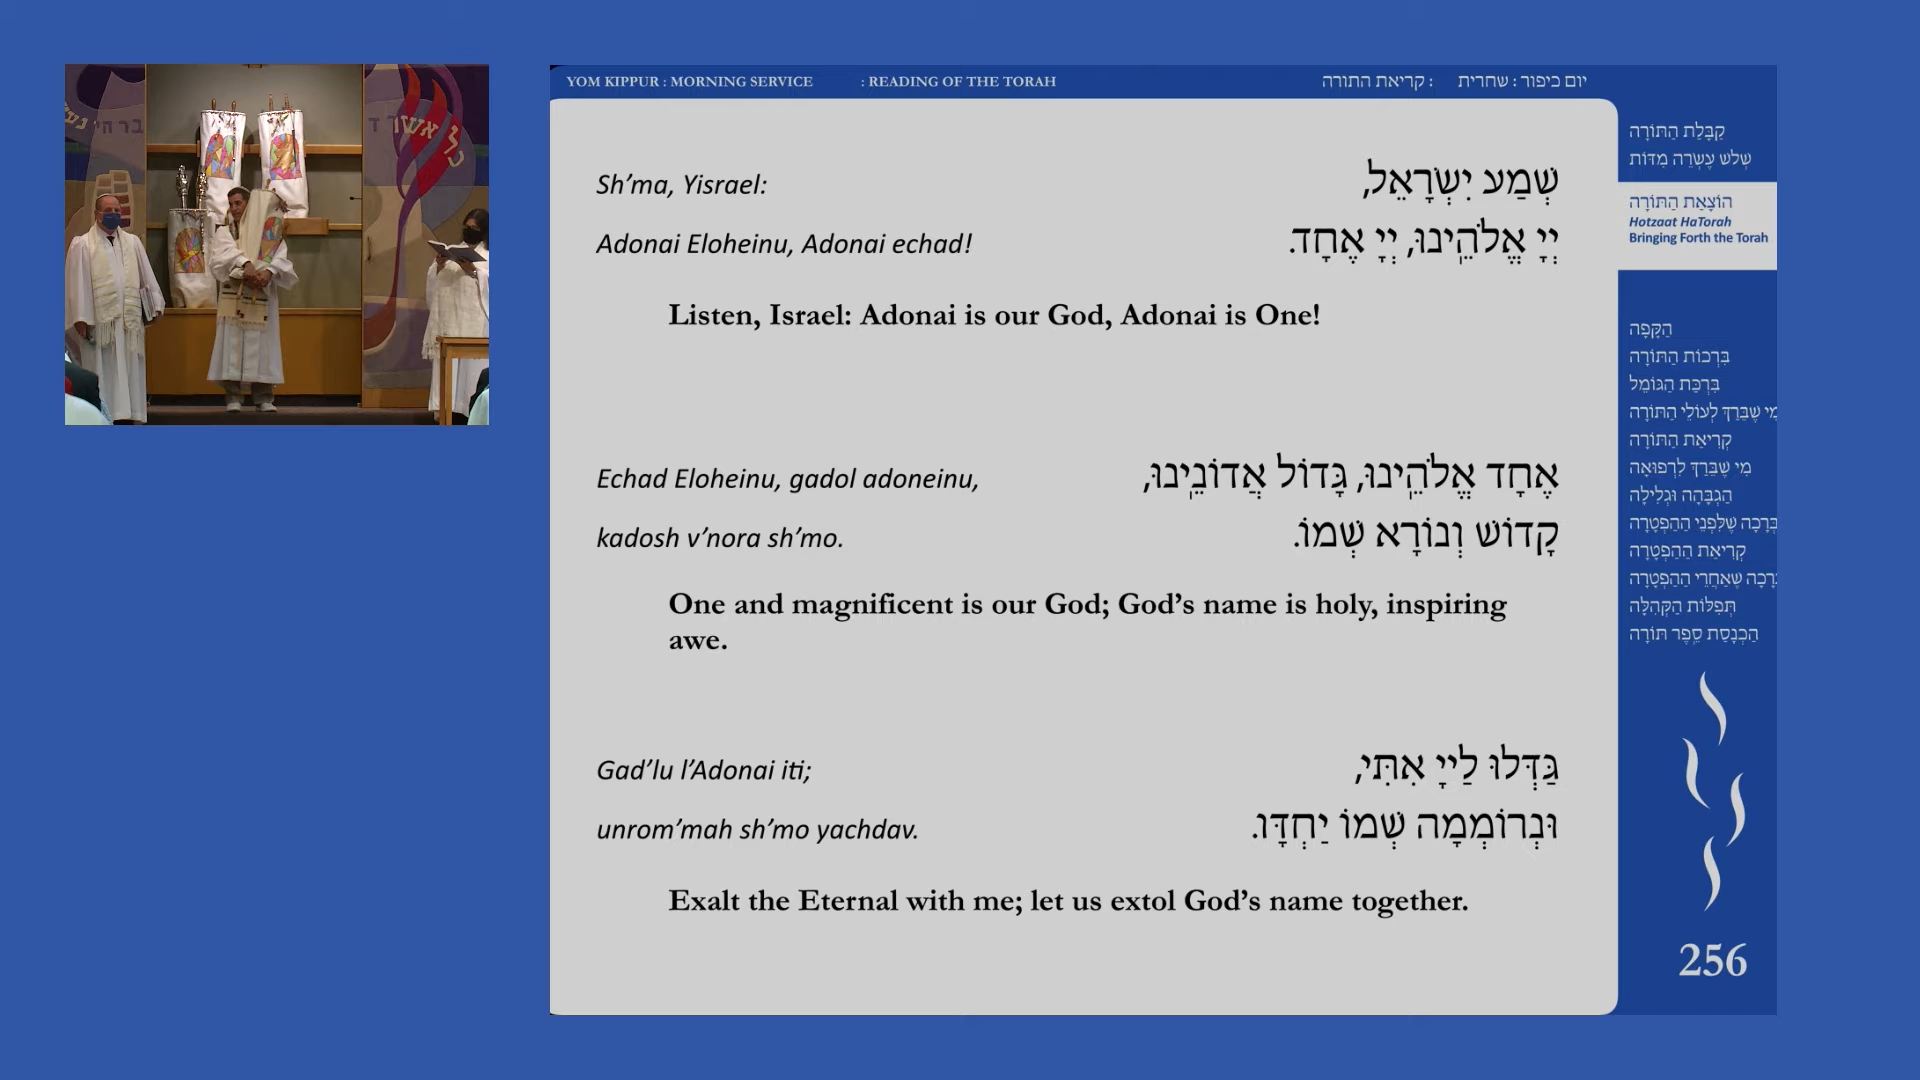 YOM KIPPUR : MORNING SERVICE : READING OF THE TORAH
יום כיפור : שחרית : קריאת התורה
Sh’ma, Yisrael:
שְׁמַע יִשְׂרָאֵל,
Adonai Eloheinu, Adonai echad!
יְיָ אֱלֹהֵֽינוּ, יְיָ אֶחָד.
Listen, Israel: Adonai is our God, Adonai is One!
Echad Eloheinu, gadol adoneinu,
אֶחָד אֱלֹהֵֽינוּ, גָּדוֹל אֲדוֹנֵֽינוּ,
kadosh v’nora sh’mo.
קָדוֹשׁ וְנוֹרָא שְׁמוֹ.
One and magnificent is our God; God’s name is holy, inspiring
awe.
Gad’lu l’Adonai iti;
גַּדְּלוּ לַייָ אִתִּי,
unrom’mah sh’mo yachdav.
וּנְרוֹמְמָה שְׁמוֹ יַחְדָּו.
Exalt the Eternal with me; let us extol God’s name together.
קַבָּלַת הַתּוֹרָה
שְׁלֹשׁ עֶשְׂרֵה מִדּוֹת
הוֹצָאַת הַתּוֹרָה
Hotzaat HaTorah
Bringing Forth the Torah
הַקָּפָה
בִּרְכוֹת הַתּוֹרָה
בִּרְכַּת הַגּוֹמֵל
מִי שֶׁבֵּרַךְ לְעוֹלֵי הַתּוֹרָה
קְרִיאַת הַתּוֹרָה
מִי שֶׁבֵּרַךְ לִרְפוּאָה
הַגְבָּהָה וּגְלִילָה
בְּרָכָה שֶׁלִּפְנֵי הַהַפְטָרָה
קְרִיאַת הַהַפְטָרָה
רָכָה שֶׁאַחֲרֵי הַהַפְטָרָה
תְּפִלּוֹת הַקְּהִלָּה
הַכְנָסַת סֵפֶר תּוֹרָה
256
כל אשר ד